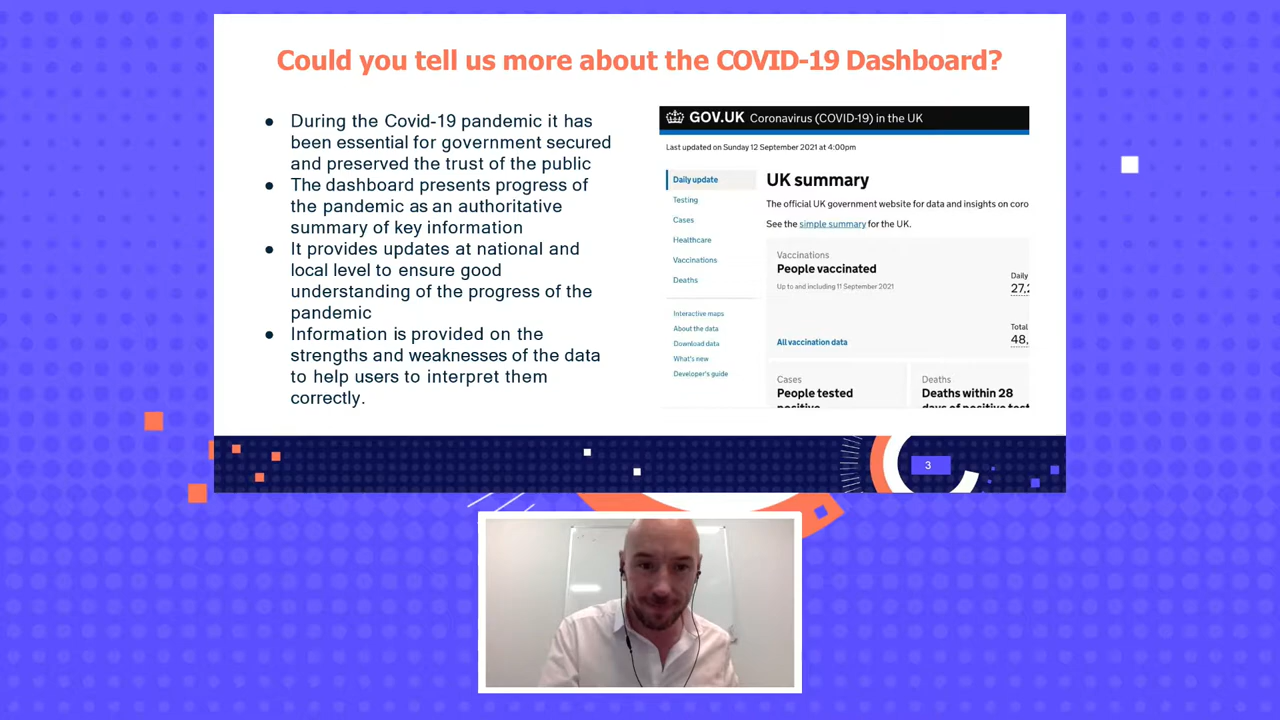 Could you tell us more about the COVID-19 Dashboard?
● During the Covid-19 pandemic it has
been essential for government secured
and preserved the trust of the public
● The dashboard presents progress of
the pandemic as an authoritative
summary of key information
● It provides updates at national and
local level to ensure good
understanding of the progress of the
pandemic
● Information is provided on the
strengths and weaknesses of the data
to help users to interpret them
correctly.
GOV.UK Coronavirus (COVID-19) in the UK
Last updated on Sunday 12 September 2021 at 4:00pm
Daily update
Testing
Cases
Healthcare
Vaccinations
Deaths
Interactive maps
About the data
Download data
What's new
Developer's guide
UK summary
The official UK government website for data and insights on coro
See the simple summary for the UK.
Vaccinations
People vaccinated
Up to and including 11 September 2021
Daily
27,2
Total
48,
All vaccination data
Cases
People tested
positive
Deaths
Deaths within 28
days of positive test
3